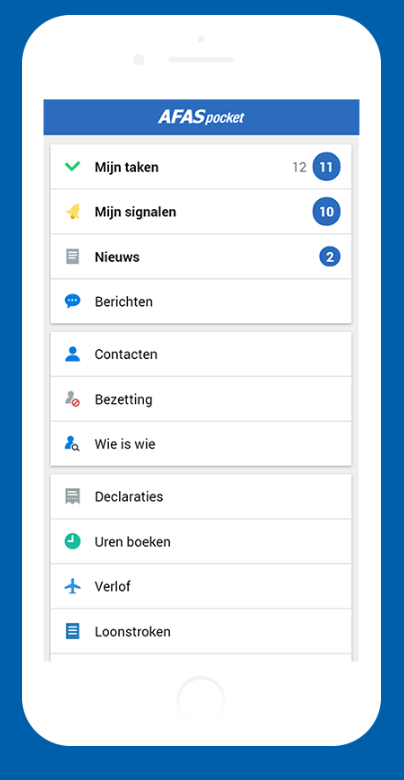 AFAS pocket
Mijn taken 12 11
Mijn signalen 10
Nieuws 2
Berichten
Contacten
Bezetting
Wie is wie
Declaraties
Uren boeken
Verlof
Loonstroken